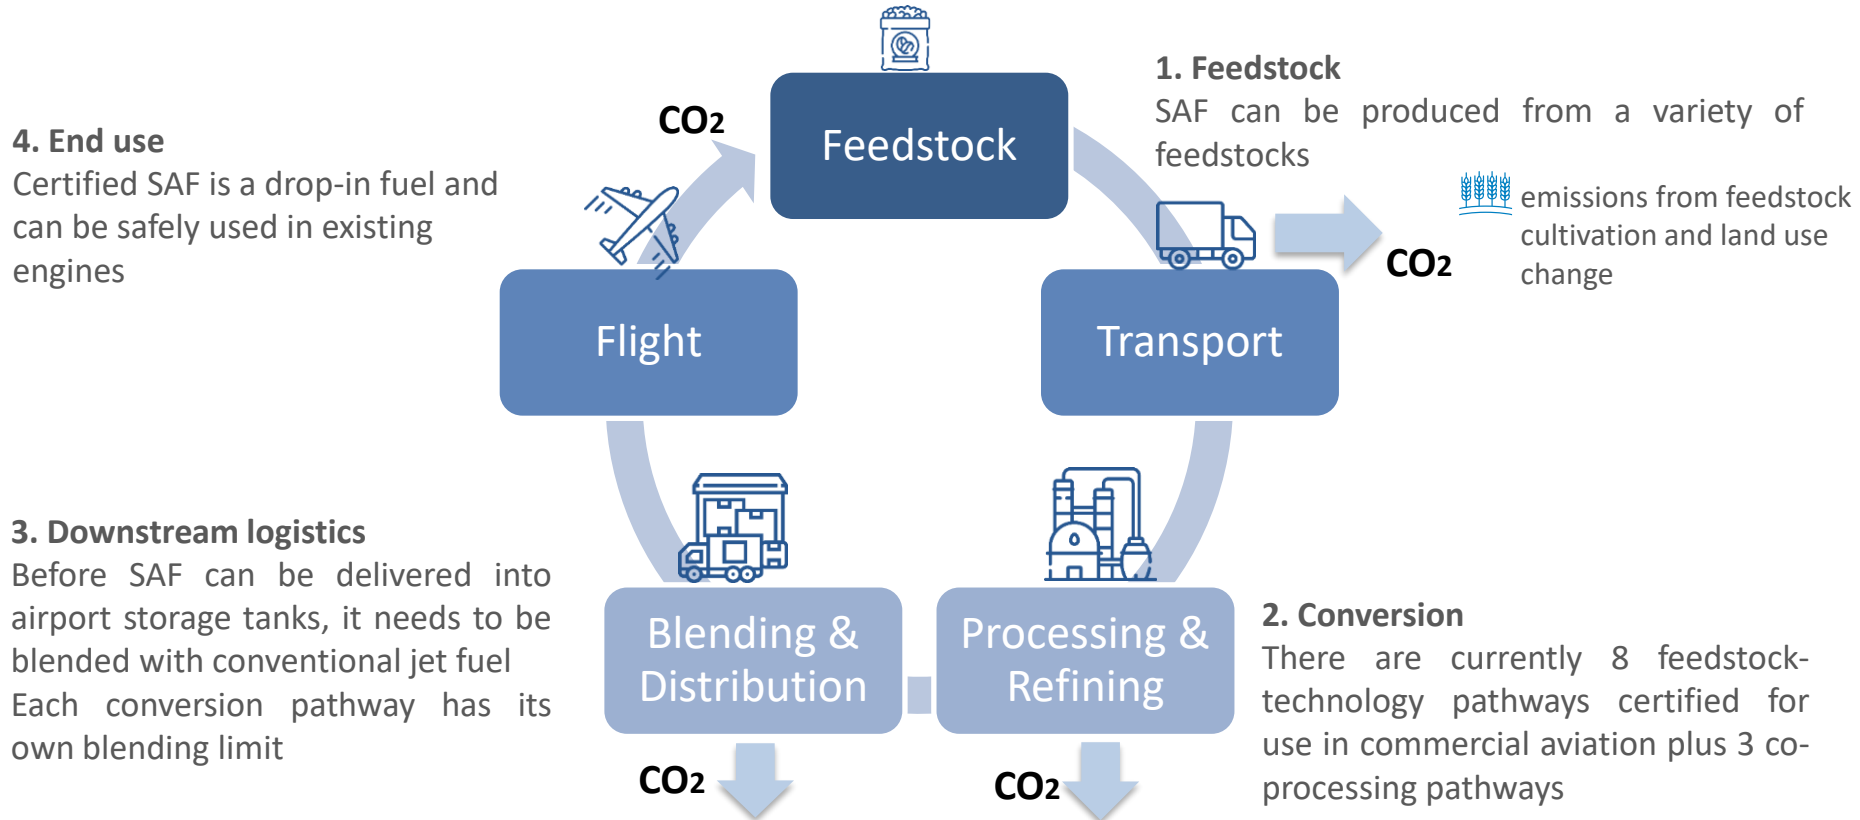 Feedstock
CO2
1. Feedstock
SAF can be produced from a variety of
feedstocks
emissions from feedstock
cultivation and land use
change
CO2
4. End use
Certified SAF is a drop-in fuel and
can be safely used in existing
engines
Flight
Transport
3. Downstream logistics
Before SAF can be delivered into
airport storage tanks, it needs to be
blended with conventional jet fuel
Each conversion pathway has its
own blending limit
Blending &
Distribution
Processing &
Refining
2. Conversion
There are currently 8 feedstock-
technology pathways certified for
use in commercial aviation plus 3 co-
processing pathways
CO2
CO2